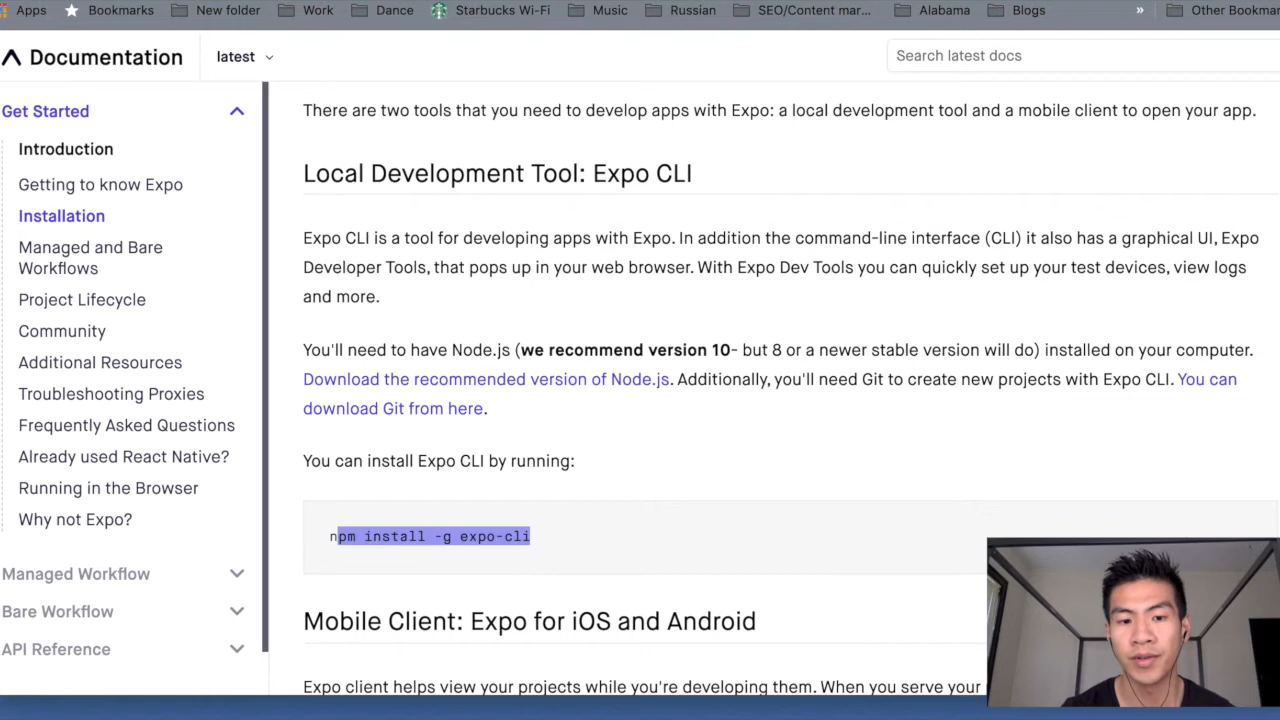 Apps Bookmarks New folder Work Dance Starbucks Wi-Fi Music Russian SEO/Content mar... Alabama Blogs » Other Bookmar
Documentation latest Search latest docs
Get Started
Introduction
Getting to know Expo
Installation
Managed and Bare
Workflows
Project Lifecycle
Community
Additional Resources
Troubleshooting Proxies
Frequently Asked Questions
Already used React Native?
Running in the Browser
Why not Expo?
Managed Workflow
Bare Workflow
API Reference
There are two tools that you need to develop apps with Expo: a local development tool and a mobile client to open your app.
Local Development Tool: Expo CLI
Expo CLI is a tool for developing apps with Expo. In addition the command-line interface (CLI) it also has a graphical UI, Expo
Developer Tools, that pops up in your web browser. With Expo Dev Tools you can quickly set up your test devices, view logs
and more.
You'll need to have Node.js (we recommend version 10- but 8 or a newer stable version will do) installed on your computer.
Download the recommended version of Node.js. Additionally, you'll need Git to create new projects with Expo CLI. You can
download Git from here.
You can install Expo CLI by running:
npm install -g expo-cli
Mobile Client: Expo for iOS and Android
Expo client helps view your projects while you're developing them. When you serve your